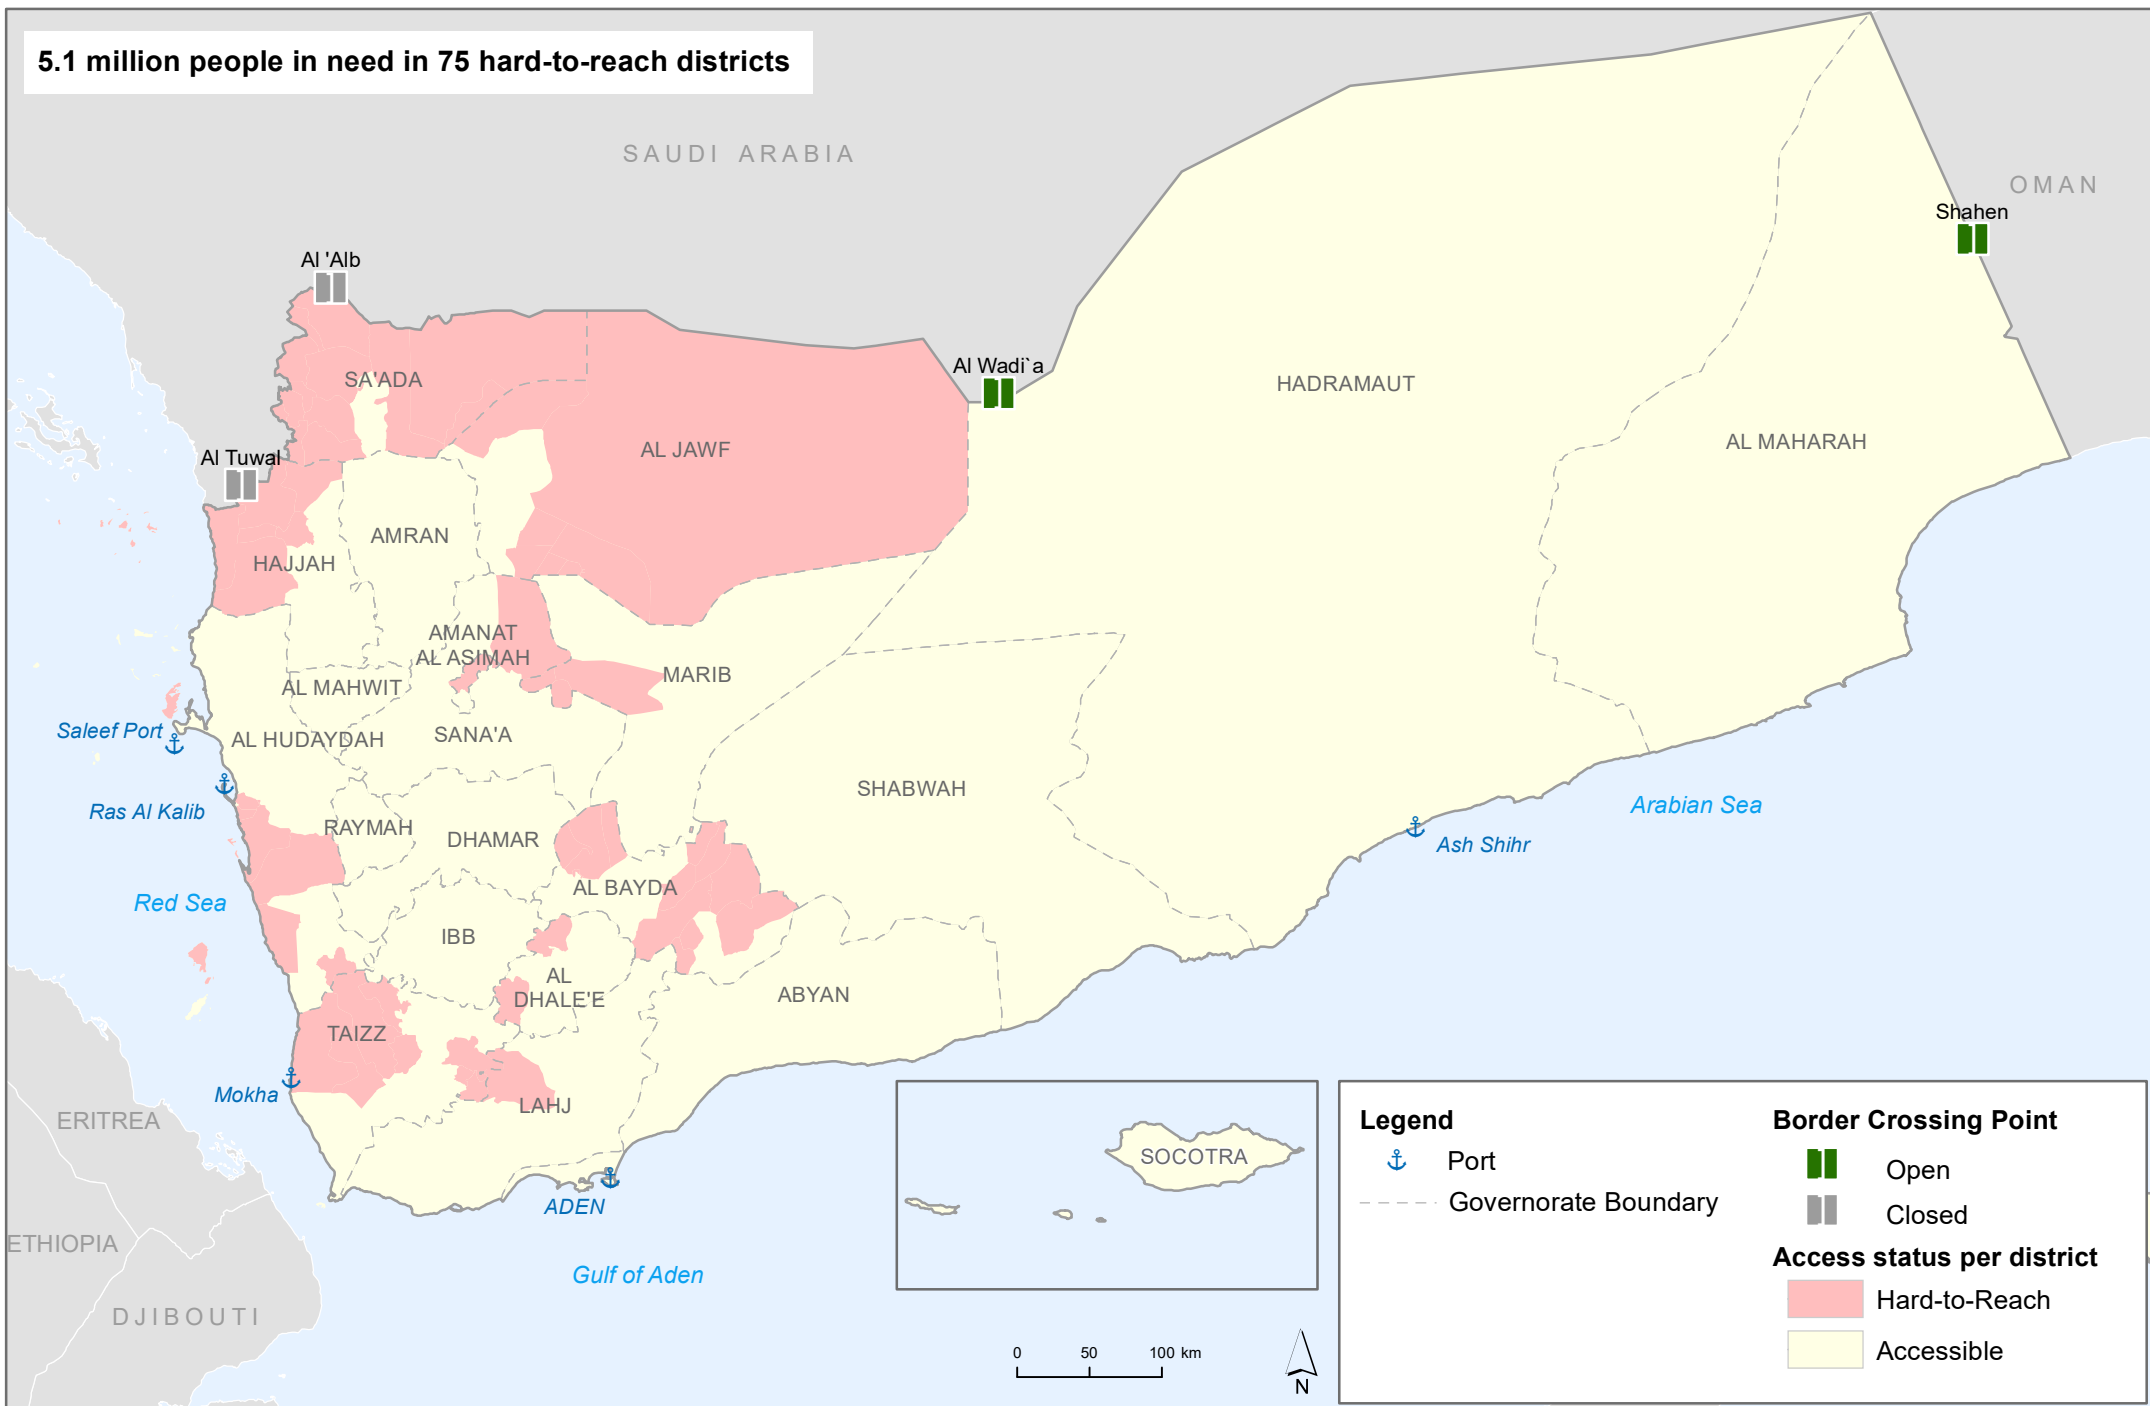 5.1 million people in need in 75 hard-to-reach districts
SAUDI ARABIA
OMAN
Shahen
Al 'Alb
Al Wadi`a
SA'ADA
HADRAMAUT
AL JAWF
AL MAHARAH
Al Tuwal
AMRAN
HAJJAH
AMANAT
AL ASIMAH
MARIB
AL MAHWIT
Saleef Port
AL HUDAYDAH
SANA'A
SHABWAH
Arabian Sea
Ras Al Kalib
RAYMAH
DHAMAR
Ash Shihr
AL BAYDA
Red Sea
IBB
AL
DHALE'E
ABYAN
TAIZZ
Mokha
LAHJ
ERITREA
SOCOTRA
ADEN
ETHIOPIA
Gulf of Aden
DJIBOUTI
0 50 100 km
N
Legend
Port
Governorate Boundary
Border Crossing Point
Open
Closed
Access status per district
Hard-to-Reach
Accessible